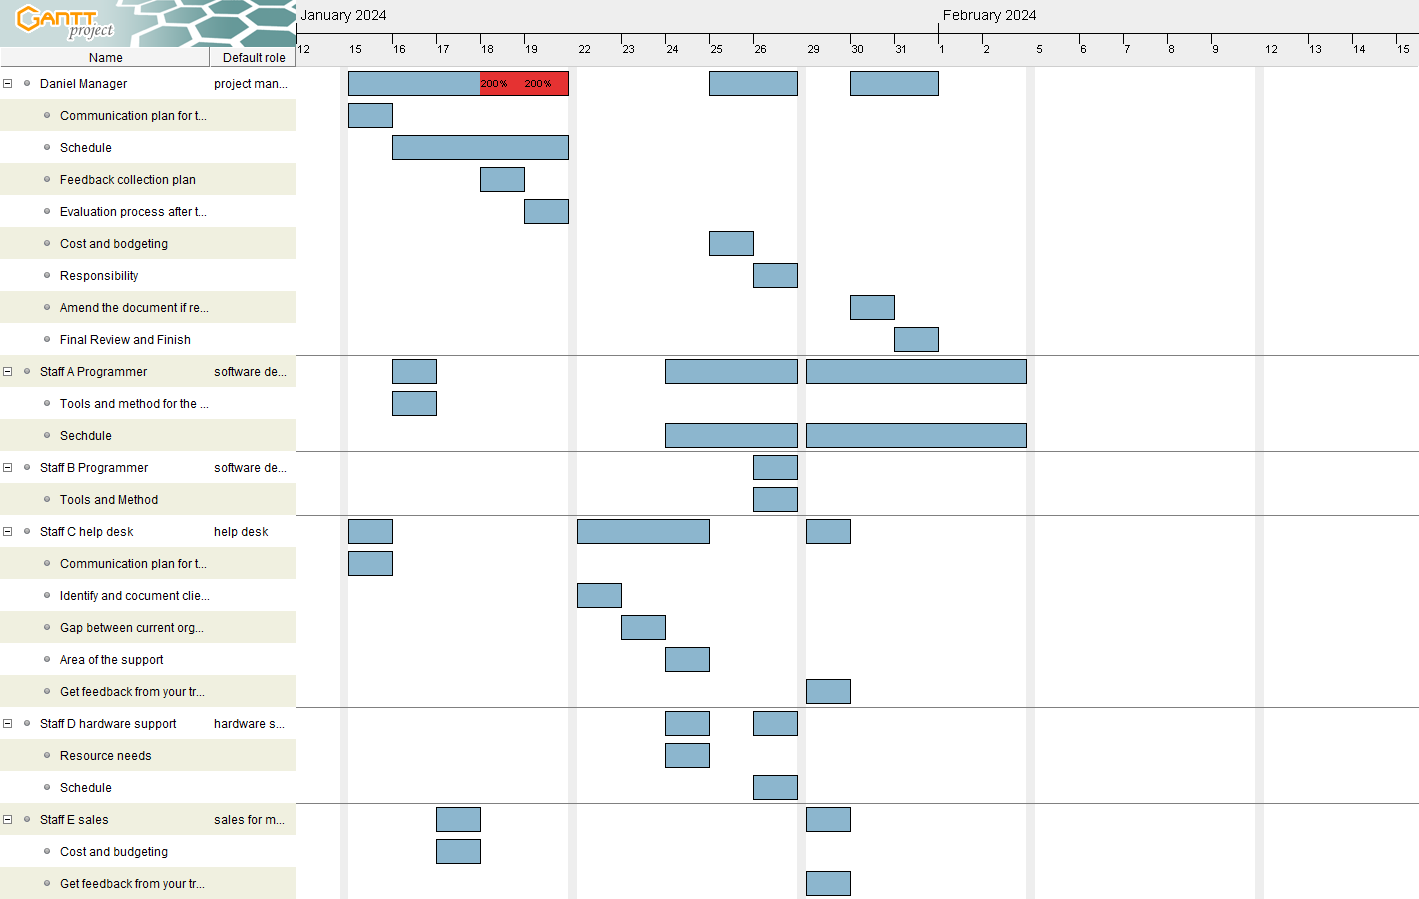 GANTT
project
January 2024
February 2024
12 15 16 17 18 19 22 23 24 25 26 29 30 31 1 2 5 6 7 8 9 12 13 14 15
Name Default role
Daniel Manager project man... 200% 200%
Communication plan for t...
Schedule
Feedback collection plan
Evaluation process after t...
Cost and bodgeting
Responsibility
Amend the document if re...
Final Review and Finish
Staff A Programmer software de...
Tools and method for the ...
Sechdule
Staff B Programmer software de...
Tools and Method
Staff C help desk help desk
Communication plan for t...
Identify and cocument clie...
Gap between current org...
Area of the support
Get feedback from your tr...
Staff D hardware support hardware s...
Resource needs
Schedule
Staff E sales sales for m...
Cost and budgeting
Get feedback from your tr...